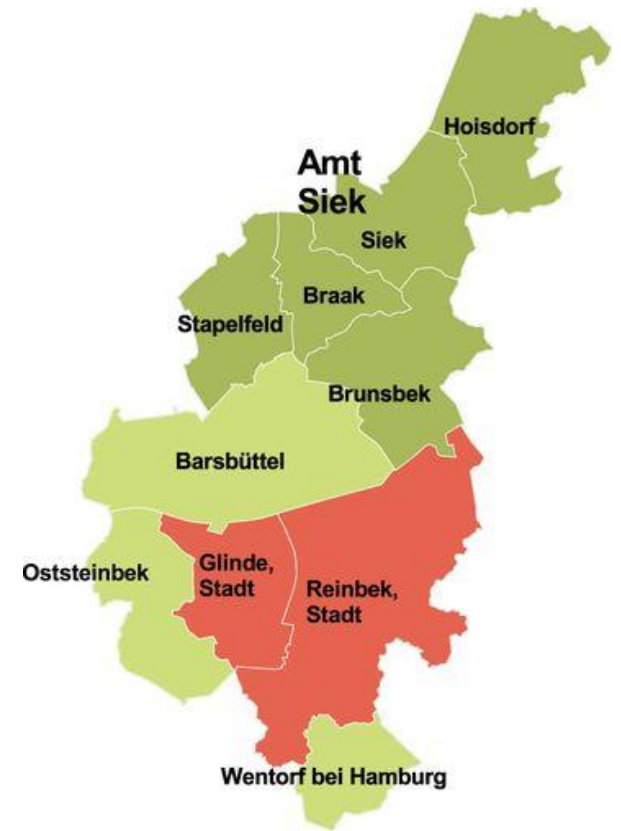 Hoisdorf
Amt
Siek
Siek
Braak
Stapelfeld
Brunsbek
Barsbüttel
Glinde,
Stadt
Oststeinbek
Reinbek,
Stadt
Wentorf bei Hamburg